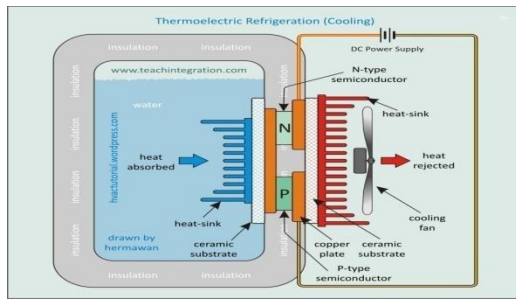 Thermoelectric Refrigeration (Cooling)
insulation
insulation
DC Power Supply
www.teachintegration.com
N-type
semiconductor
water
insulation
insulation
insulation
hvactutorial.wordpress.com
heat
absorbed
N
P
heat-sink
heat
rejected
insulation
insulation
insulation
heat-sink
cooling
fan
drawn by
hermawan
ceramic
substrate
copper
plate
ceramic
substrate
P-type
semiconductor
insulation
insulation